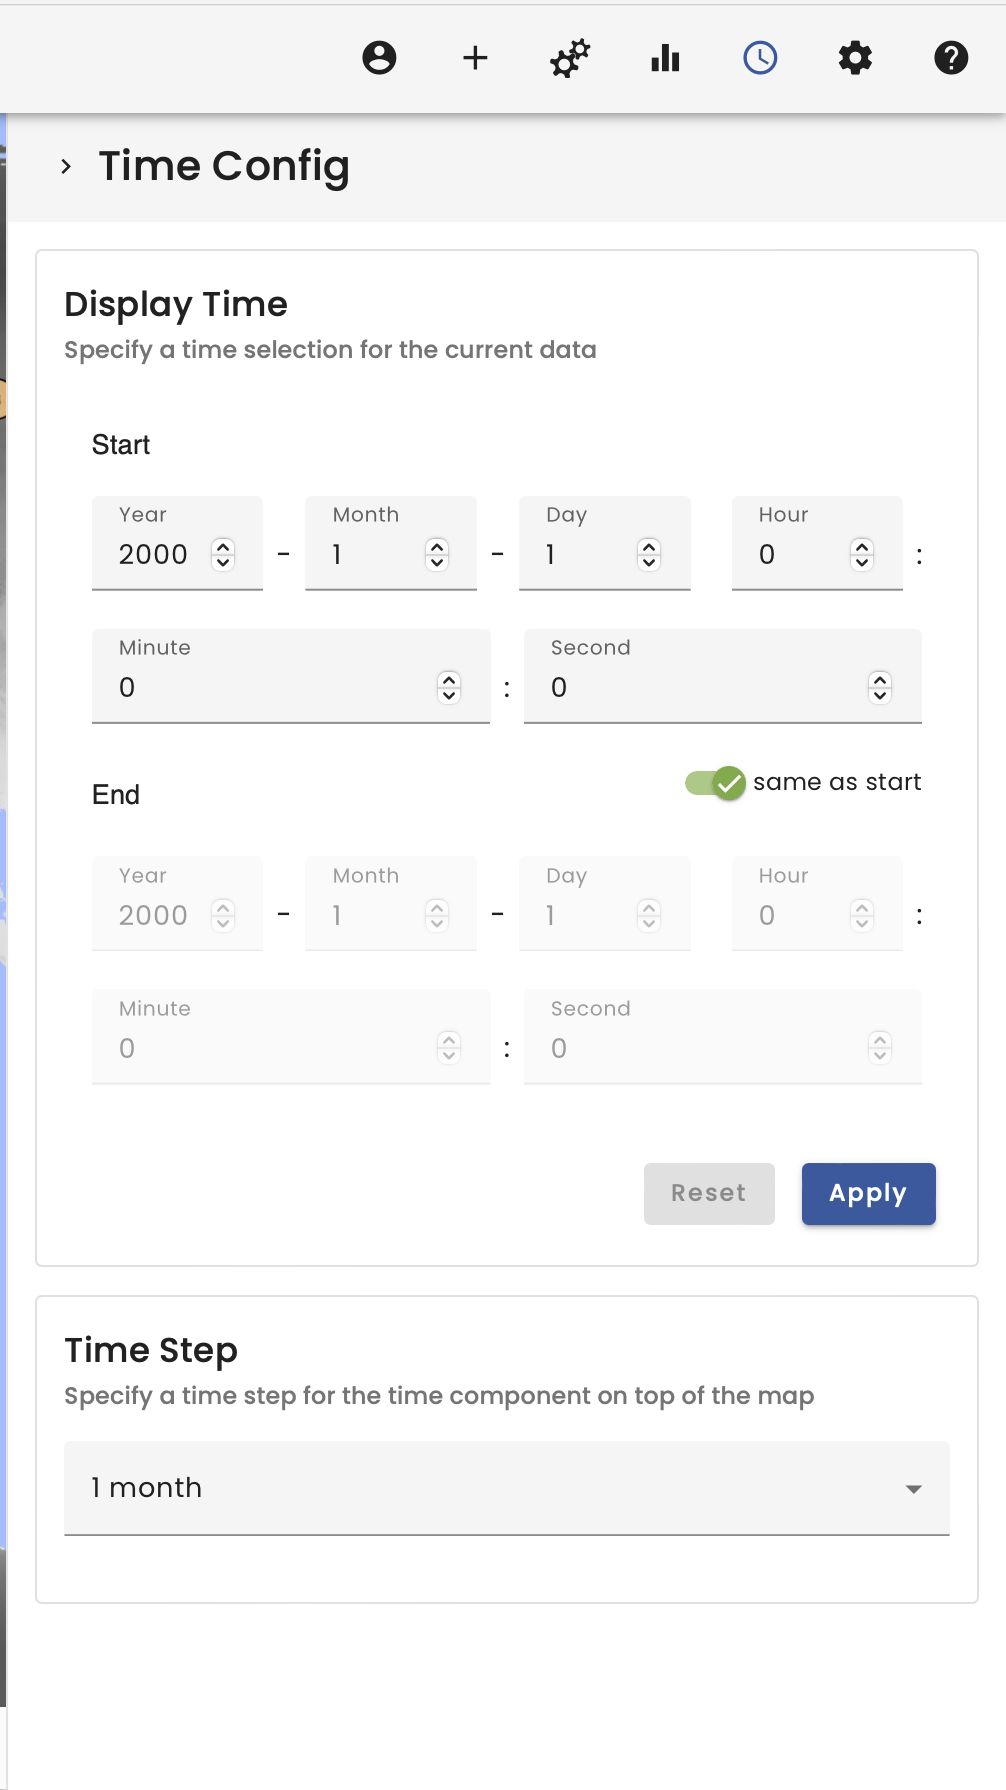 Time Config
Display Time
Specify a time selection for the current data
Start
Year Month Day Hour
2000 - 1 - 1 0 :
Minute Second
0 : 0
End same as start
Year Month Day Hour
2000 - 1 - 1 0 :
Minute Second
0 : 0
Reset Apply
Time Step
Specify a time step for the time component on top of the map
1 month